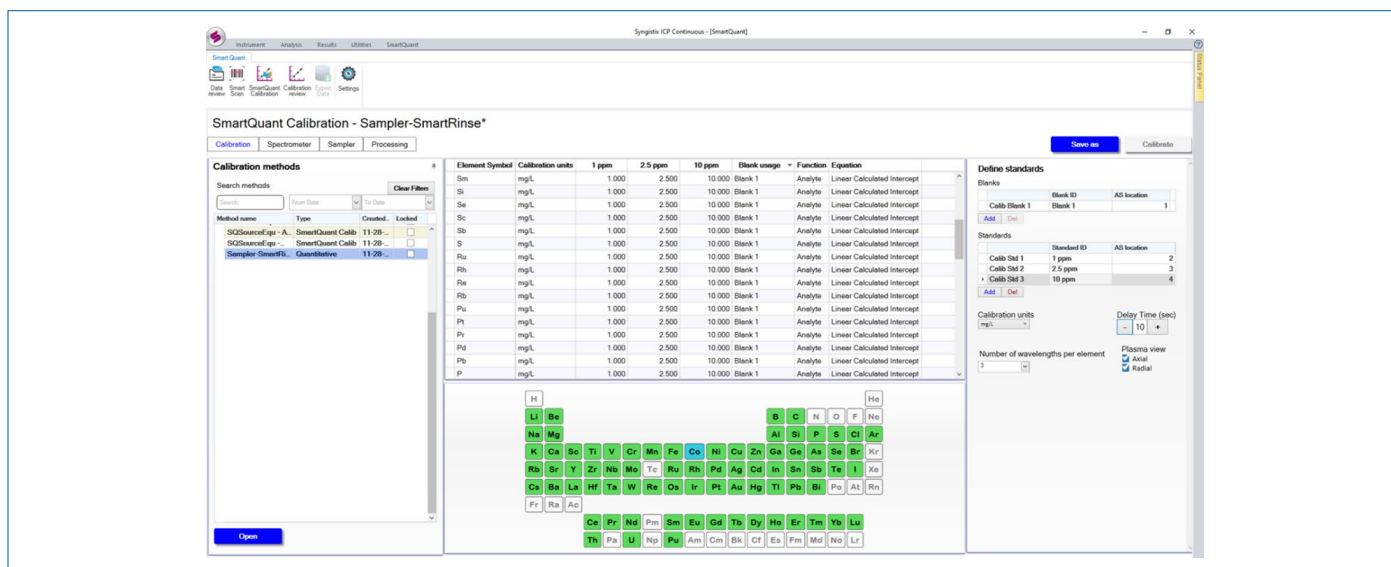 Syngistix ICP Continuous - [SmartQuant]
Instrument Analysis Results Utilities SmartQuant
Smart Quant
Data review Smart Scan SmartQuant Calibration Calibration review Export Data Settings
Status Panel
SmartQuant Calibration - Sampler-SmartRinse*
Calibration Spectrometer Sampler Processing Save as Calibrate
Calibration methods
Search methods Clear Filters
Search From Date To Date
Method name Type Created.. Locked
SQSourceEqu - A.. SmartQuant Calib 11-28-...
SQSourceEqu -... SmartQuant Calib 11-28-...
Sampler-SmartRi.. Quantitative 11-28-...
Open
Element Symbol Calibration units 1 ppm 2.5 ppm 10 ppm Blank usage Function Equation
Sm mg/L 1.000 2.500 10.000 Blank 1 Analyte Linear Calculated Intercept
Si mg/L 1.000 2.500 10.000 Blank 1 Analyte Linear Calculated Intercept
Se mg/L 1.000 2.500 10.000 Blank 1 Analyte Linear Calculated Intercept
Sc mg/L 1.000 2.500 10.000 Blank 1 Analyte Linear Calculated Intercept
Sb mg/L 1.000 2.500 10.000 Blank 1 Analyte Linear Calculated Intercept
S mg/L 1.000 2.500 10.000 Blank 1 Analyte Linear Calculated Intercept
Ru mg/L 1.000 2.500 10.000 Blank 1 Analyte Linear Calculated Intercept
Rh mg/L 1.000 2.500 10.000 Blank 1 Analyte Linear Calculated Intercept
Re mg/L 1.000 2.500 10.000 Blank 1 Analyte Linear Calculated Intercept
Rb mg/L 1.000 2.500 10.000 Blank 1 Analyte Linear Calculated Intercept
Pu mg/L 1.000 2.500 10.000 Blank 1 Analyte Linear Calculated Intercept
Pt mg/L 1.000 2.500 10.000 Blank 1 Analyte Linear Calculated Intercept
Pr mg/L 1.000 2.500 10.000 Blank 1 Analyte Linear Calculated Intercept
Pd mg/L 1.000 2.500 10.000 Blank 1 Analyte Linear Calculated Intercept
Pb mg/L 1.000 2.500 10.000 Blank 1 Analyte Linear Calculated Intercept
P mg/L 1.000 2.500 10.000 Blank 1 Analyte Linear Calculated Intercept
H He
Li Be B C N O F Ne
Na Mg Al Si P S Cl Ar
K Ca Sc Ti V Cr Mn Fe Co Ni Cu Zn Ga Ge As Se Br Kr
Rb Sr Y Zr Nb Mo Tc Ru Rh Pd Ag Cd In Sn Sb Te I Xe
Cs Ba La Hf Ta W Re Os Ir Pt Au Hg Tl Pb Bi Po At Rn
Fr Ra Ac
Ce Pr Nd Pm Sm Eu Gd Tb Dy Ho Er Tm Yb Lu
Th Pa U Np Pu Am Cm Bk Cf Es Fm Md No Lr
Define standards
Blanks
Blank ID AS location
Calib Blank 1 Blank 1 1
Add Del
Standards
Standard ID AS location
Calib Std 1 1 ppm 2
Calib Std 2 2.5 ppm 3
Calib Std 3 10 ppm 4
Add Del
Calibration units Delay Time (sec)
mg/L - 10 +
Number of wavelengths per element Plasma view
3 Axial
Radial